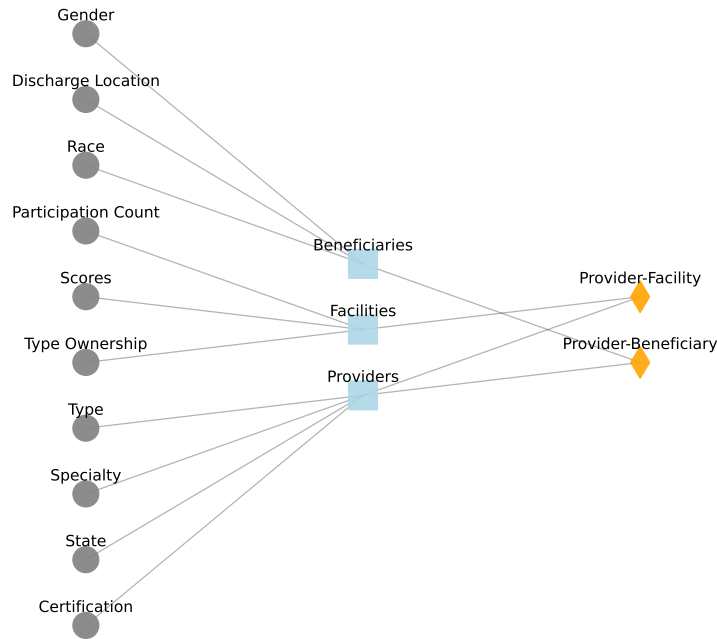 Gender
Discharge Location
Race
Participation Count
Scores
Type Ownership
Type
Specialty
State
Certification
Beneficiaries
Facilities
Providers
Provider-Facility
Provider-Beneficiary